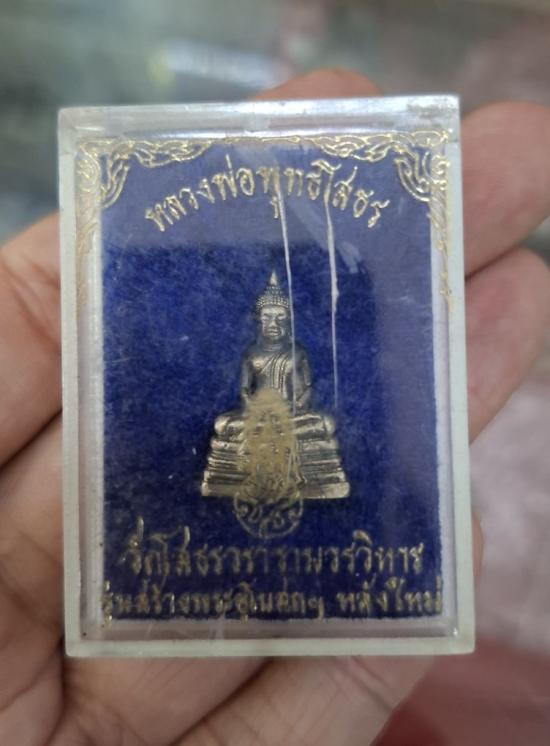 หลวงพ่อพุทธโสธร
วัดโสธรวรารามวรวิหาร
รุ่นสร้างพระอุโบสถฯ หลังใหม่